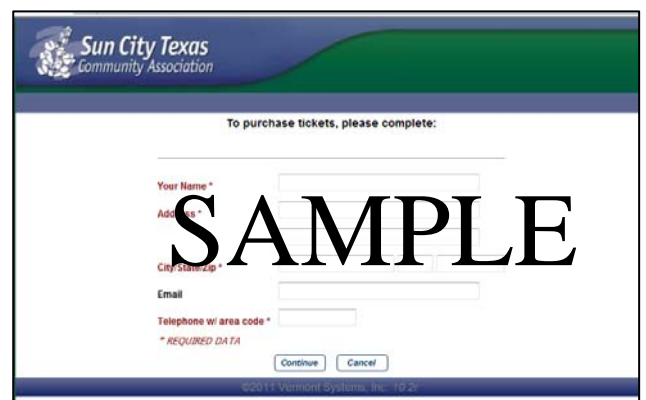 Sun City Texas
Community Association
To purchase tickets, please complete:
Your Name *
Address *
SAMPLE
City/State/Zip *
Email
Telephone w/ area code *
* REQUIRED DATA
Continue Cancel
©2011 Vermont Systems, Inc. 10.2r